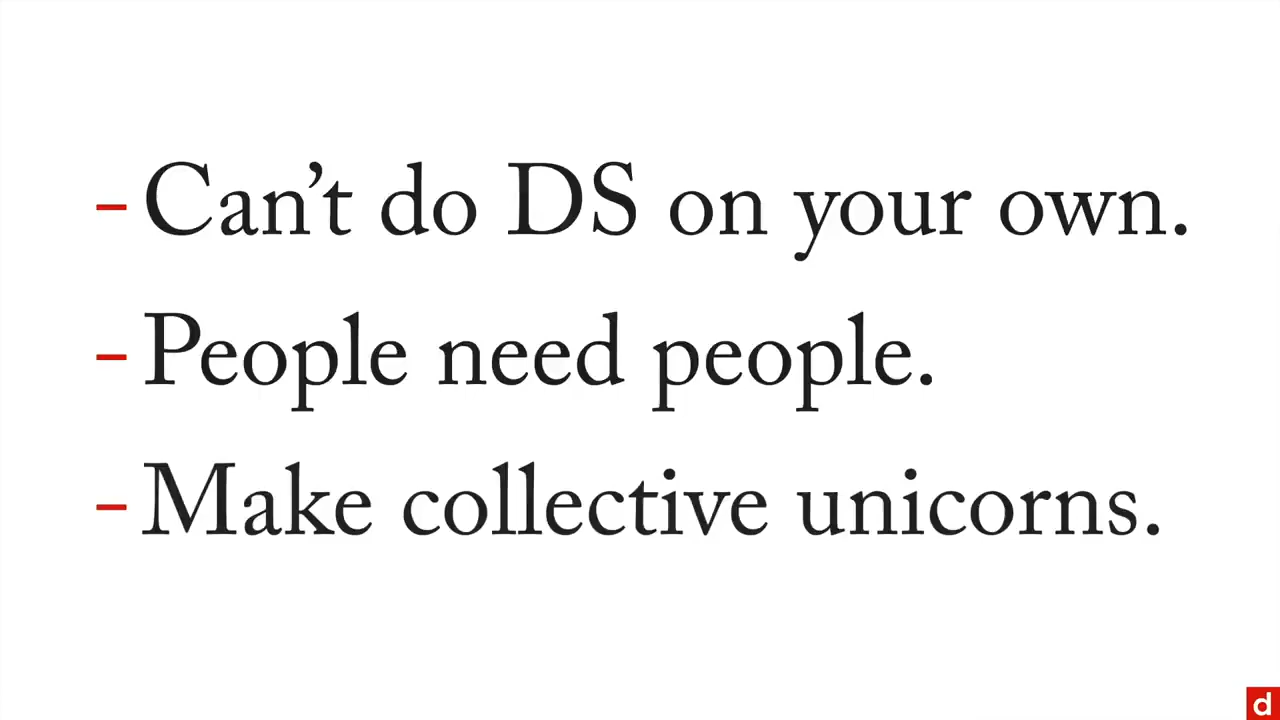 - Can’t do DS on your own.
- People need people.
- Make collective unicorns.
d